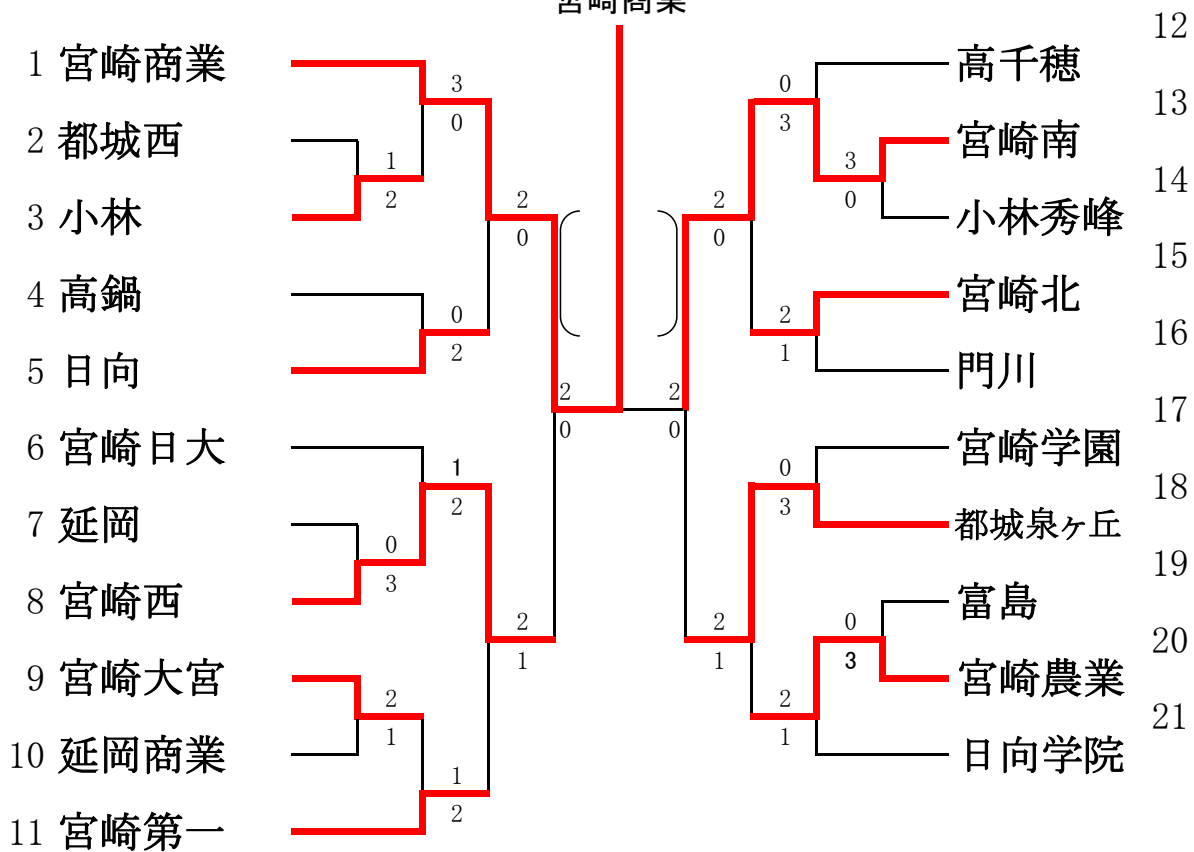 宮崎商業
12
1 宮崎商業
高千穂
3
0
13
0
3
2 都城西
宮崎南
1
3
14
2
0
3 小林
小林秀峰
2
2
0
0
15
4 高鍋
宮崎北
0
2
16
2
1
5 日向
門川
2
2
17
0
0
6 宮崎日大
宮崎学園
1
0
18
2
3
7 延岡
都城泉ヶ丘
0
19
3
8 宮崎西
富島
2
2
0
20
1
1
3
9 宮崎大宮
宮崎農業
2
2
21
1
1
10 延岡商業
日向学院
1
2
11 宮崎第一